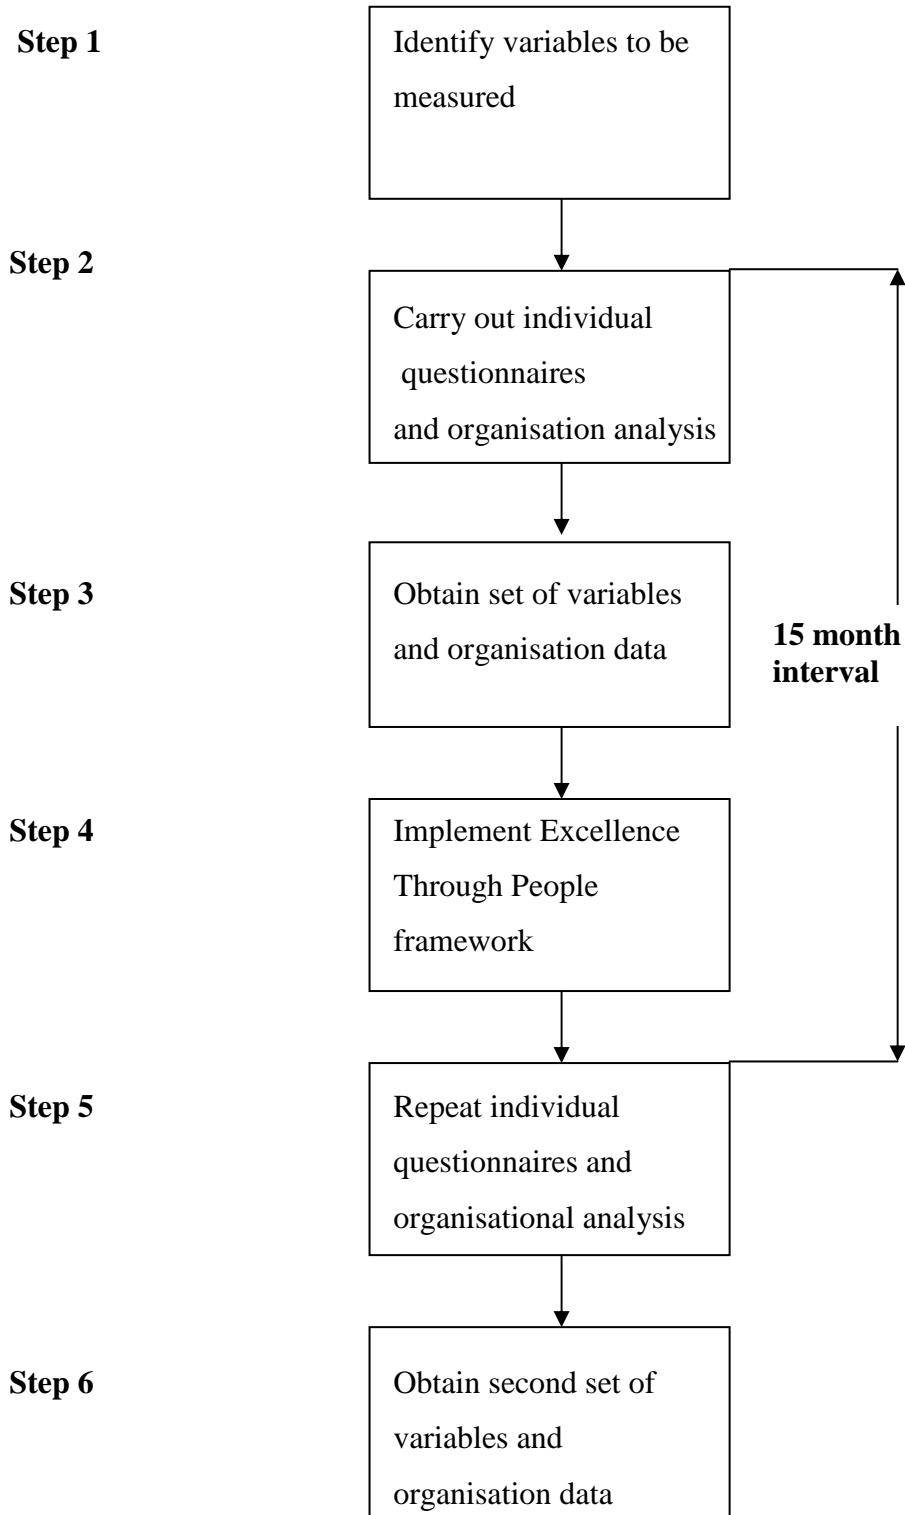 Step 1
Identify variables to be
measured
Step 2
Carry out individual
questionnaires
and organisation analysis
Step 3
Obtain set of variables
and organisation data
15 month
interval
Step 4
Implement Excellence
Through People
framework
Step 5
Repeat individual
questionnaires and
organisational analysis
Step 6
Obtain second set of
variables and
organisation data